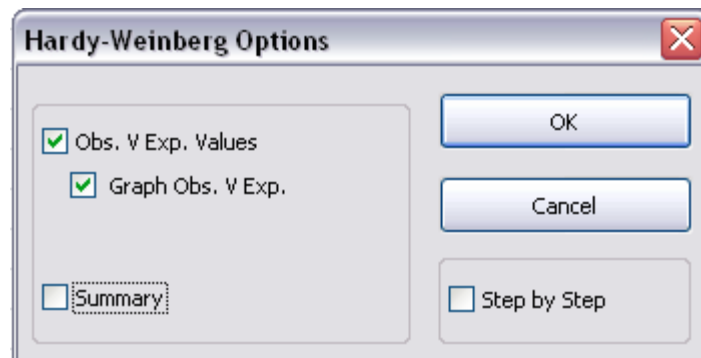 Hardy-Weinberg Options
Obs. V Exp. Values
Graph Obs. V Exp.
Summary
OK
Cancel
Step by Step